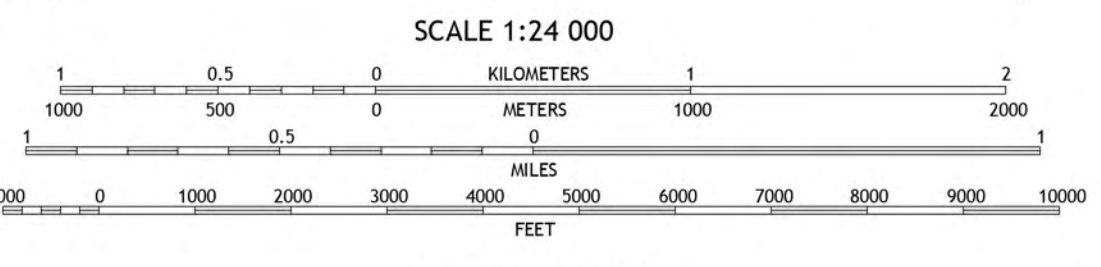 SCALE 1:24 000
1 0.5 0 KILOMETERS 1 2
1000 500 0 METERS 1000 2000
1 0.5 0 1
MILES
000 0 1000 2000 3000 4000 5000 6000 7000 8000 9000 10000
FEET